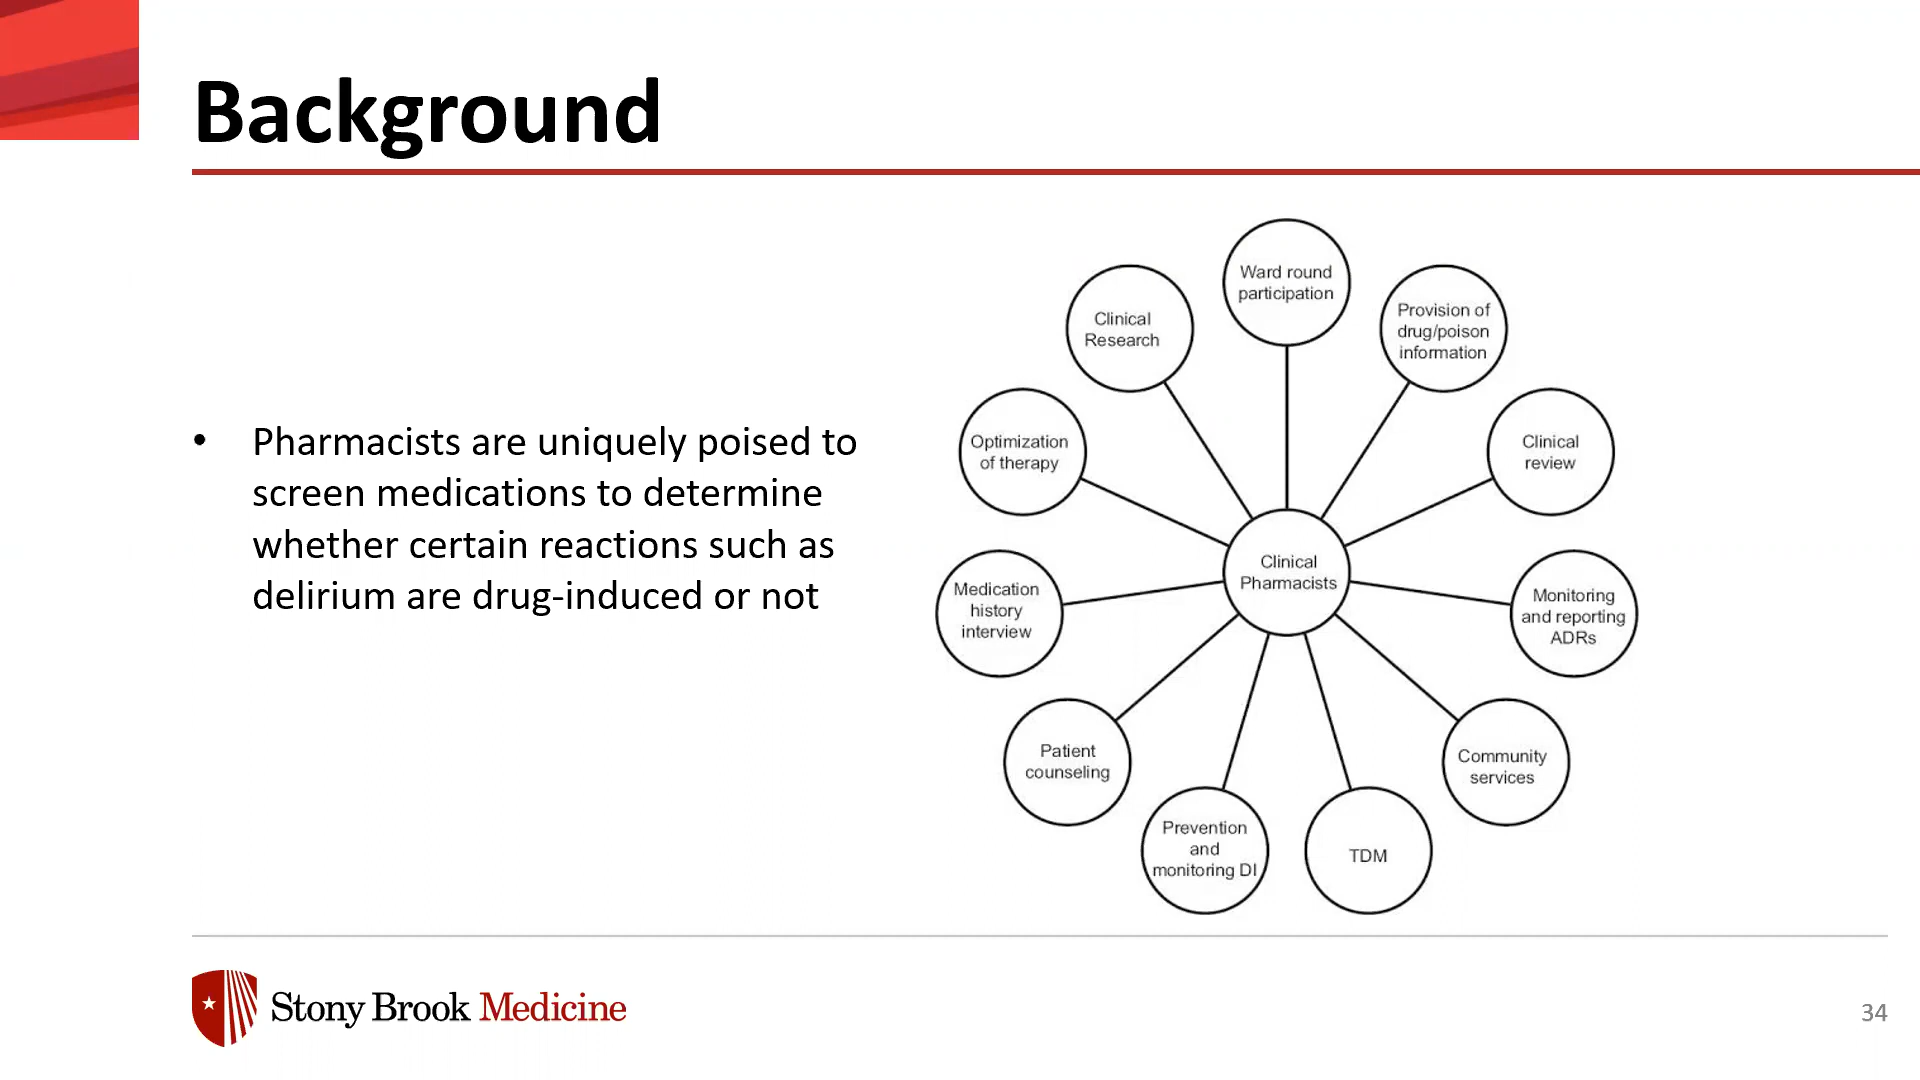 Background
• Pharmacists are uniquely poised to
screen medications to determine
whether certain reactions such as
delirium are drug-induced or not
Ward round
participation
Clinical
Research
Provision of
drug/poison
information
Optimization
of therapy
Clinical
review
Clinical
Pharmacists
Medication
history
interview
Monitoring
and reporting
ADRs
Patient
counseling
Community
services
Prevention
and
monitoring DI
TDM
Stony Brook Medicine
34